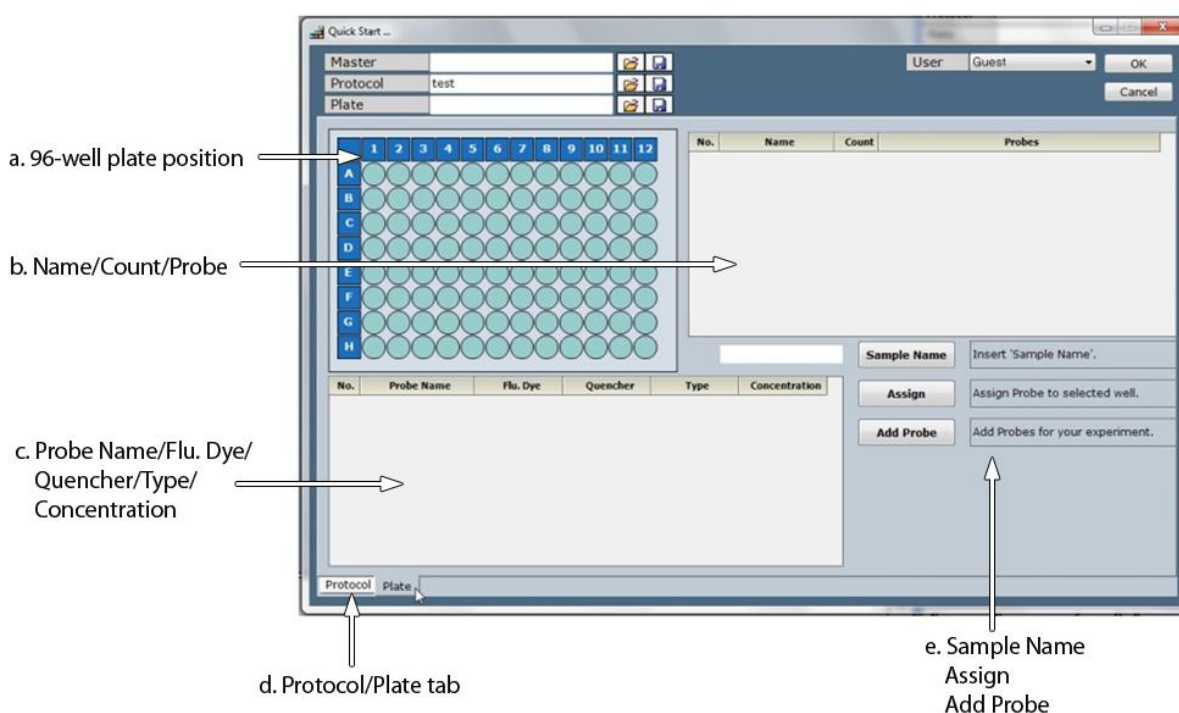 Quick Start ...
Master
Protocol test
Plate
User Guest OK
Cancel
a. 96-well plate position
1 2 3 4 5 6 7 8 9 10 11 12
A
B
C
D
E
F
G
H
No. Name Count Probes
b. Name/Count/Probe
Sample Name Insert 'Sample Name'.
Assign Assign Probe to selected well.
Add Probe Add Probes for your experiment.
No. Probe Name Flu. Dye Quencher Type Concentration
c. Probe Name/Flu. Dye/
Quencher/Type/
Concentration
Protocol Plate
d. Protocol/Plate tab
e. Sample Name
Assign
Add Probe